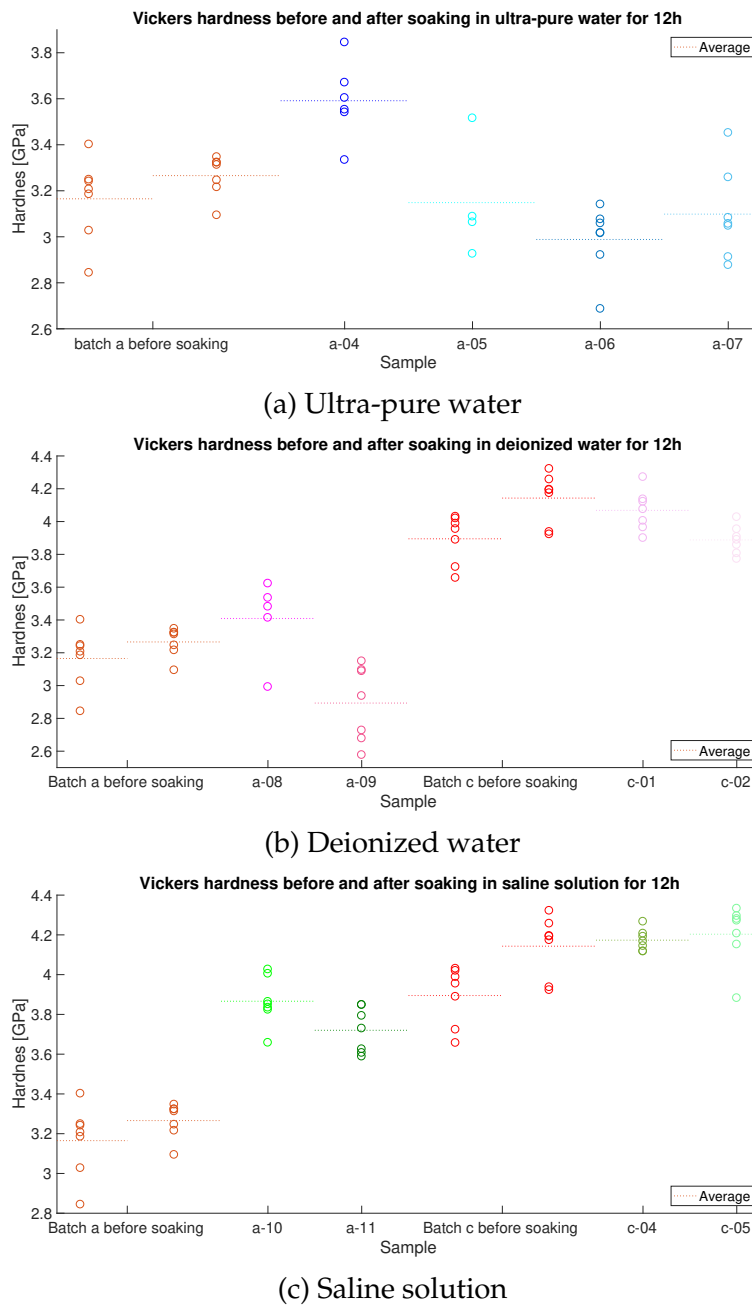 Vickers hardness before and after soaking in ultra-pure water for 12h
Average
3.8
3.6
3.4
3.2
3
2.8
2.6
Hardnes [GPa]
batch a before soaking a-04 a-05 a-06 a-07
Sample
(a) Ultra-pure water
Vickers hardness before and after soaking in deionized water for 12h
4.4
4.2
4
3.8
3.6
3.4
3.2
3
2.8
2.6
Hardnes [GPa]
Average
Batch a before soaking a-08 a-09 Batch c before soaking c-01 c-02
Sample
(b) Deionized water
Vickers hardness before and after soaking in saline solution for 12h
4.4
4.2
4
3.8
3.6
3.4
3.2
3
2.8
Hardnes [GPa]
Average
Batch a before soaking a-10 a-11 Batch c before soaking c-04 c-05
Sample
(c) Saline solution